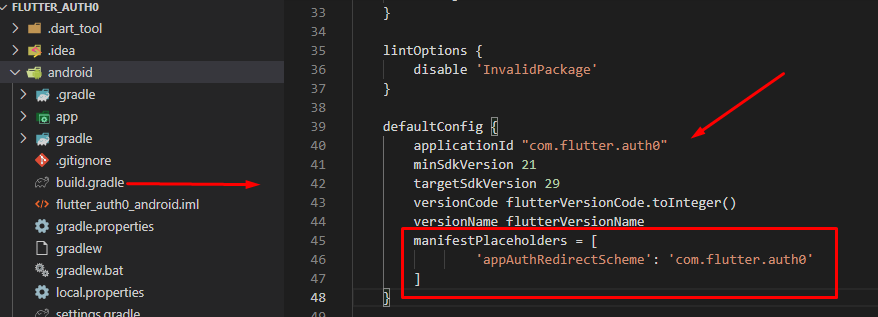 FLUTTER_AUTH0
.dart_tool
.idea
android
.gradle
app
gradle
.gitignore
build.gradle
flutter_auth0_android.iml
gradle.properties
gradlew
gradlew.bat
local.properties
settings.gradle
33 }
34
35 lintOptions {
36 disable 'InvalidPackage'
37 }
38
39 defaultConfig {
40 applicationId "com.flutter.auth0"
41 minSdkVersion 21
42 targetSdkVersion 29
43 versionCode flutterVersionCode.toInteger()
44 versionName flutterVersionName
45 manifestPlaceholders = [
46 'appAuthRedirectScheme': 'com.flutter.auth0'
47 ]
48 }
49